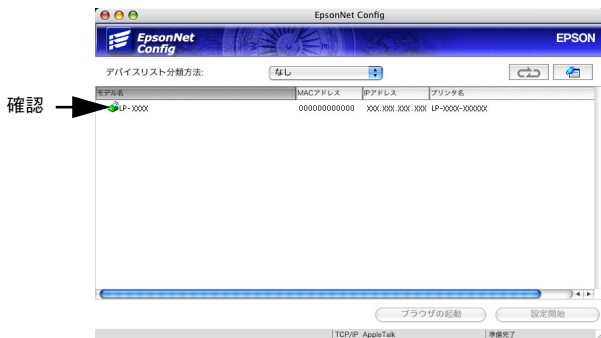 EpsonNet Config
EpsonNet
Config
EPSON
デバイスリスト分類方法:
なし
モデル名 MACアドレス IPアドレス プリンタ名
確認
LP-XXXX 000000000000 XXX.XXX.XXX.XXX LP-XXXX-XXXXXX
ブラウザの起動 設定開始
TCP/IP AppleTalk 準備完了